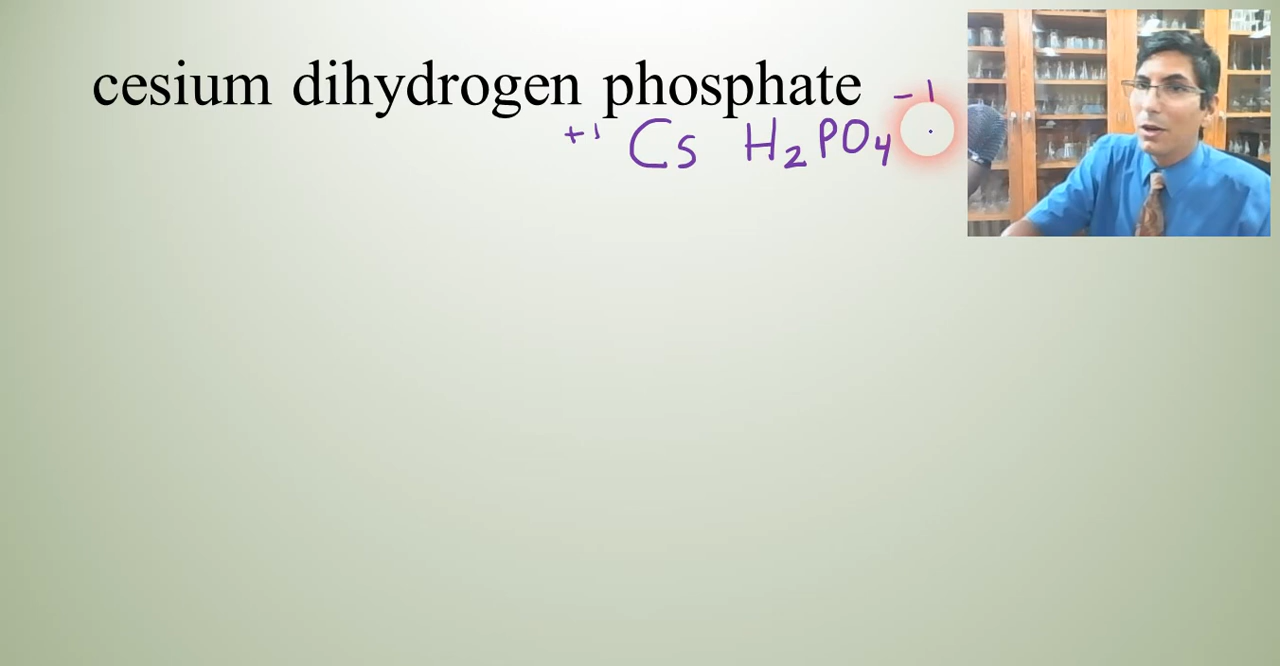 cesium dihydrogen phosphate
+1 Cs H₂PO₄ -1